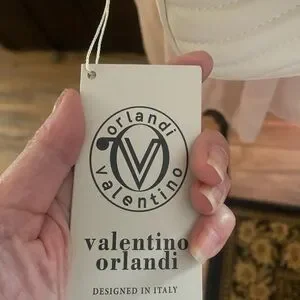 orlandi
valentino
valentino
orlandi
DESIGNED IN ITALY